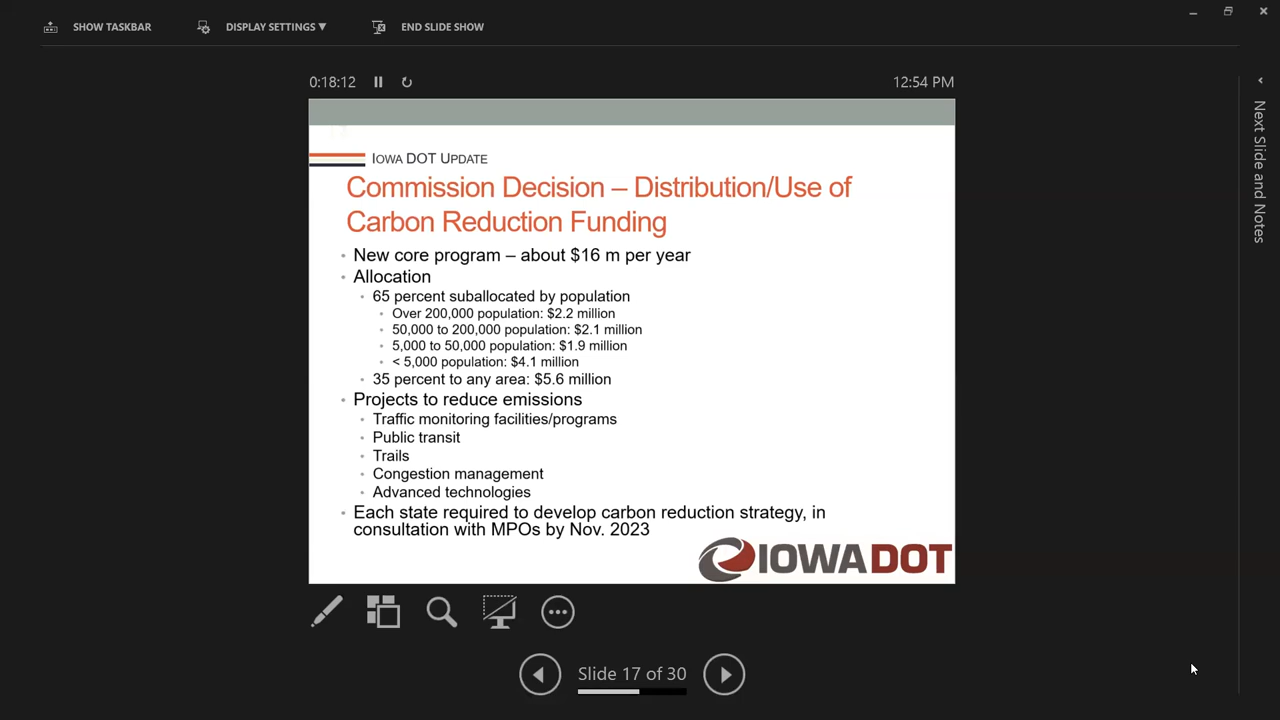 SHOW TASKBAR
DISPLAY SETTINGS ▼
END SLIDE SHOW
0:18:12
12:54 PM
IOWA DOT UPDATE
Commission Decision – Distribution/Use of
Carbon Reduction Funding
• New core program – about $16 m per year
• Allocation
• 65 percent suballocated by population
• Over 200,000 population: $2.2 million
• 50,000 to 200,000 population: $2.1 million
• 5,000 to 50,000 population: $1.9 million
• < 5,000 population: $4.1 million
• 35 percent to any area: $5.6 million
• Projects to reduce emissions
• Traffic monitoring facilities/programs
• Public transit
• Trails
• Congestion management
• Advanced technologies
• Each state required to develop carbon reduction strategy, in
consultation with MPOs by Nov. 2023
IOWADOT
Slide 17 of 30
Next Slide and Notes